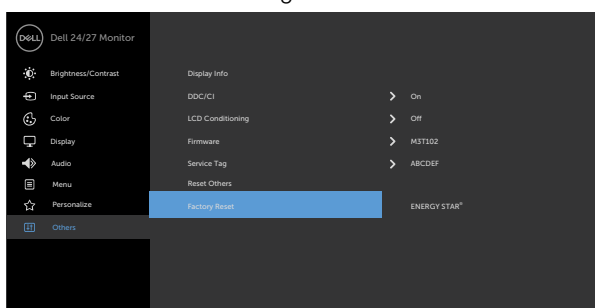 DELL Dell 24/27 Monitor
Brightness/Contrast Display Info
Input Source DDC/CI > On
Color LCD Conditioning > Off
Display Firmware > M3T102
Audio Service Tag > ABCDEF
Menu Reset Others
Personalize Factory Reset ENERGY STAR®
Others